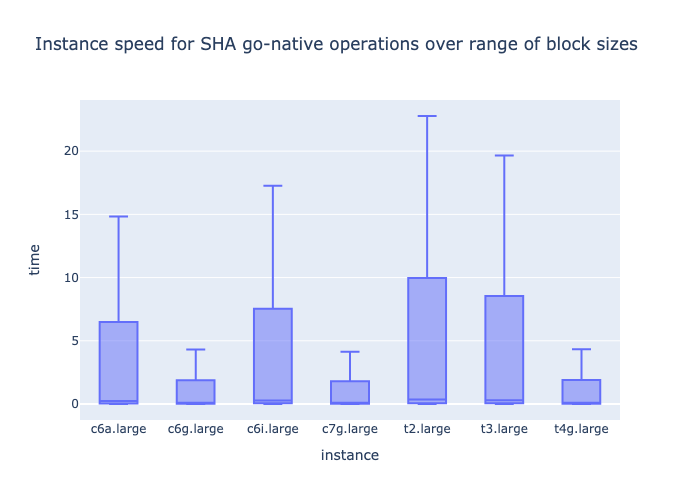 Instance speed for SHA go-native operations over range of block sizes
20
15
10
5
0
time
c6a.large c6g.large c6i.large c7g.large t2.large t3.large t4g.large
instance